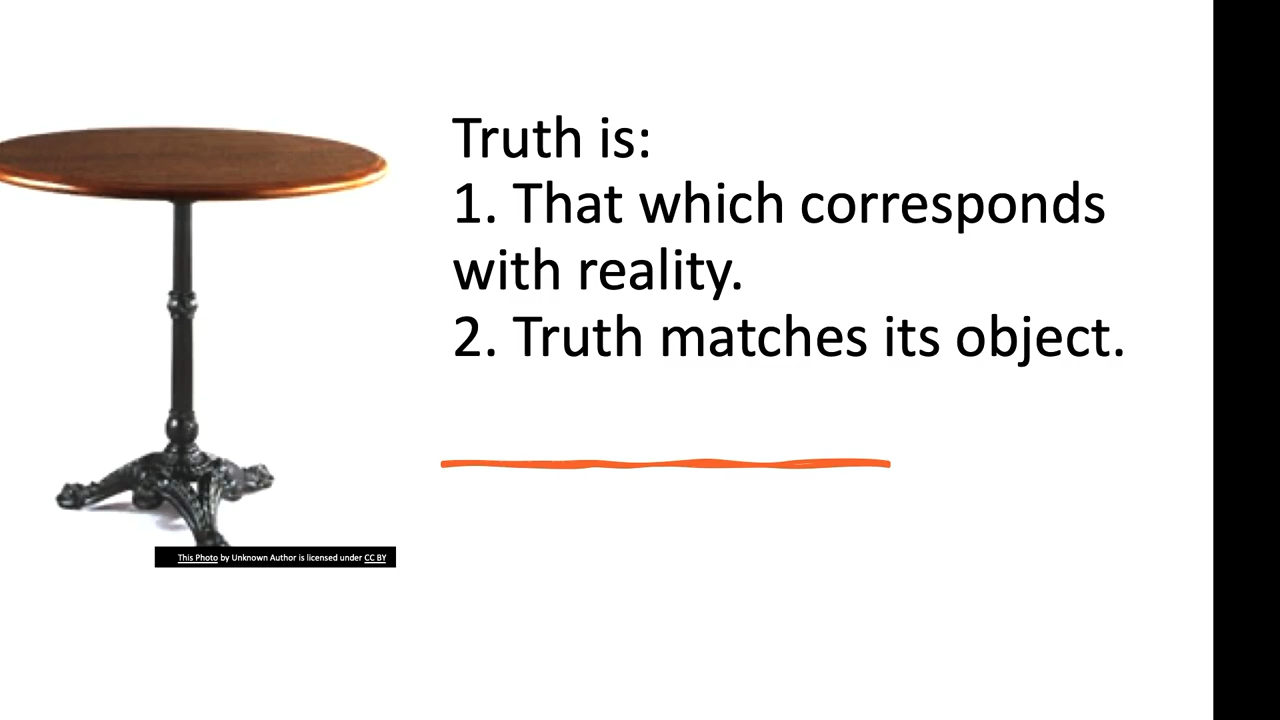 Truth is:
1. That which corresponds
with reality.
2. Truth matches its object.
This Photo by Unknown Author is licensed under CC BY